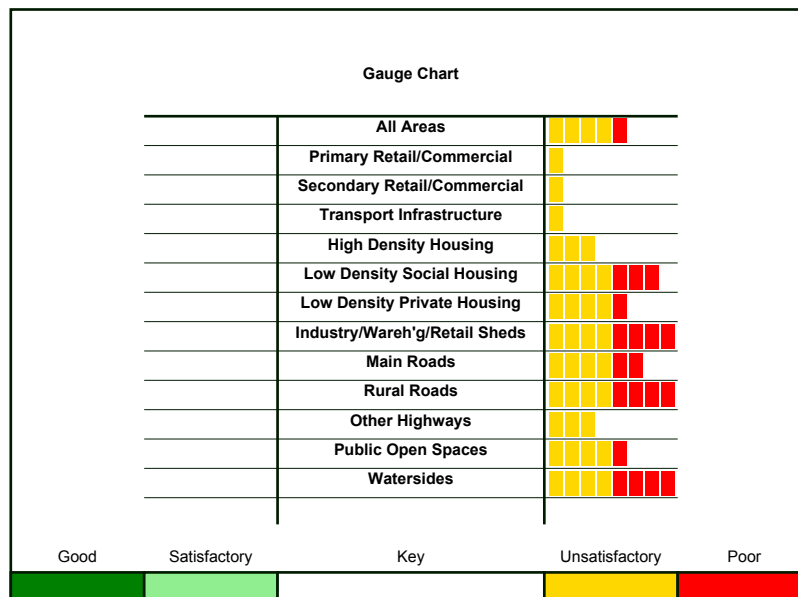 Gauge Chart
All Areas
Primary Retail/Commercial
Secondary Retail/Commercial
Transport Infrastructure
High Density Housing
Low Density Social Housing
Low Density Private Housing
Industry/Wareh'g/Retail Sheds
Main Roads
Rural Roads
Other Highways
Public Open Spaces
Watersides
Good Satisfactory Key Unsatisfactory Poor